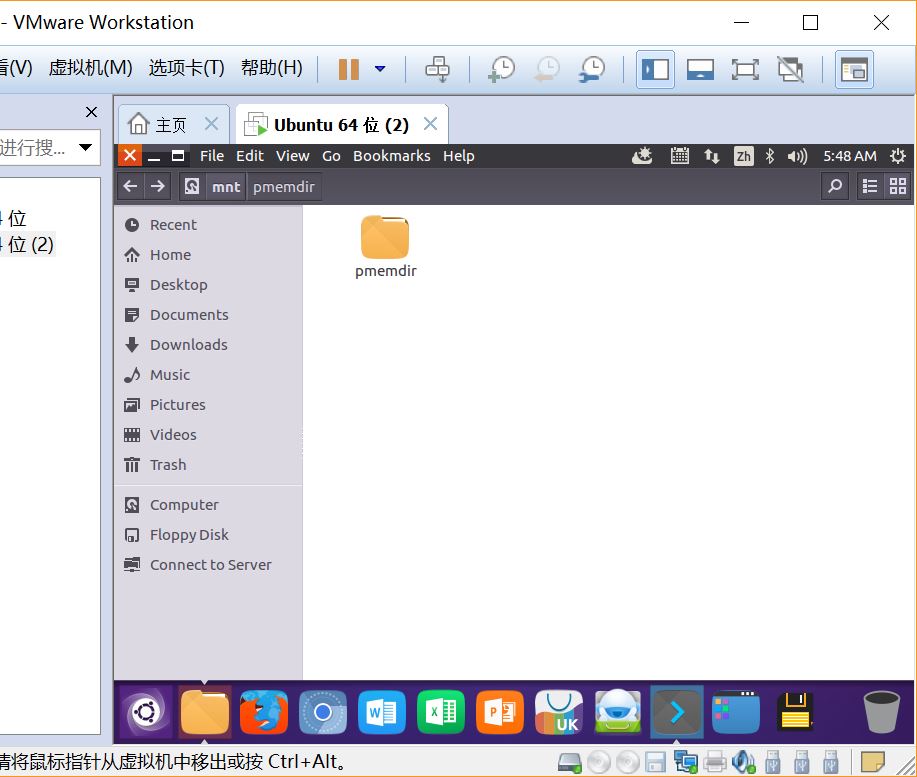 - VMware Workstation
看(V) 虚拟机(M) 选项卡(T) 帮助(H)
主页
Ubuntu 64 位 (2)
进行搜...
File Edit View Go Bookmarks Help
Zh
5:48 AM
mnt pmemdir
位
位 (2)
Recent
Home
Desktop
Documents
Downloads
Music
Pictures
Videos
Trash
Computer
Floppy Disk
Connect to Server
pmemdir
W
X
P
UK
请将鼠标指针从虚拟机中移出或按 Ctrl+Alt。